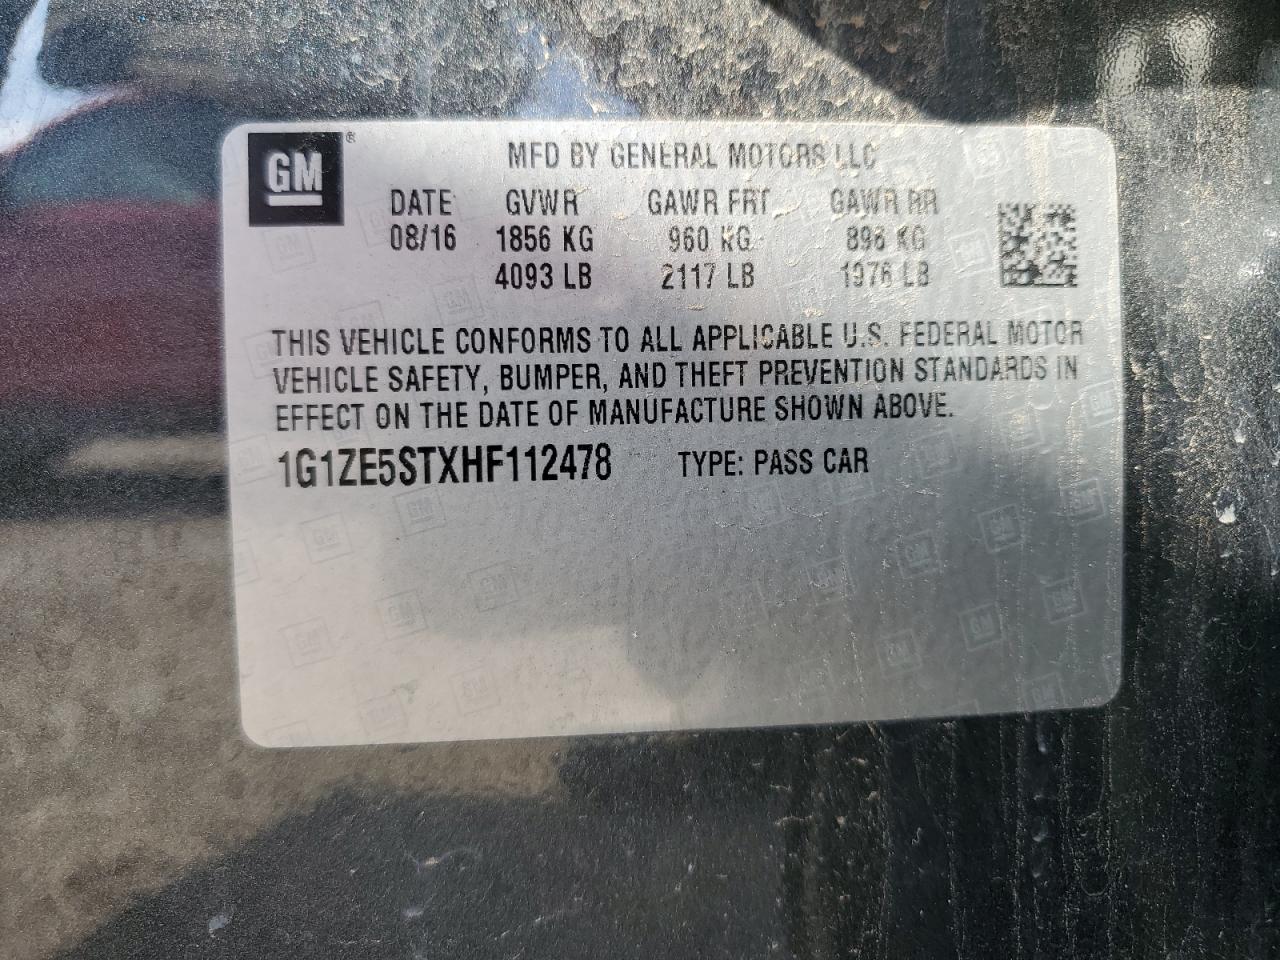 GM®
MFD BY GENERAL MOTORS LLC
DATE GVWR GAWR FRT GAWR RR
08/16 1856 KG 960 KG 896 KG
4093 LB 2117 LB 1976 LB
THIS VEHICLE CONFORMS TO ALL APPLICABLE U.S. FEDERAL MOTOR
VEHICLE SAFETY, BUMPER, AND THEFT PREVENTION STANDARDS IN
EFFECT ON THE DATE OF MANUFACTURE SHOWN ABOVE.
1G1ZE5STXHF112478 TYPE: PASS CAR